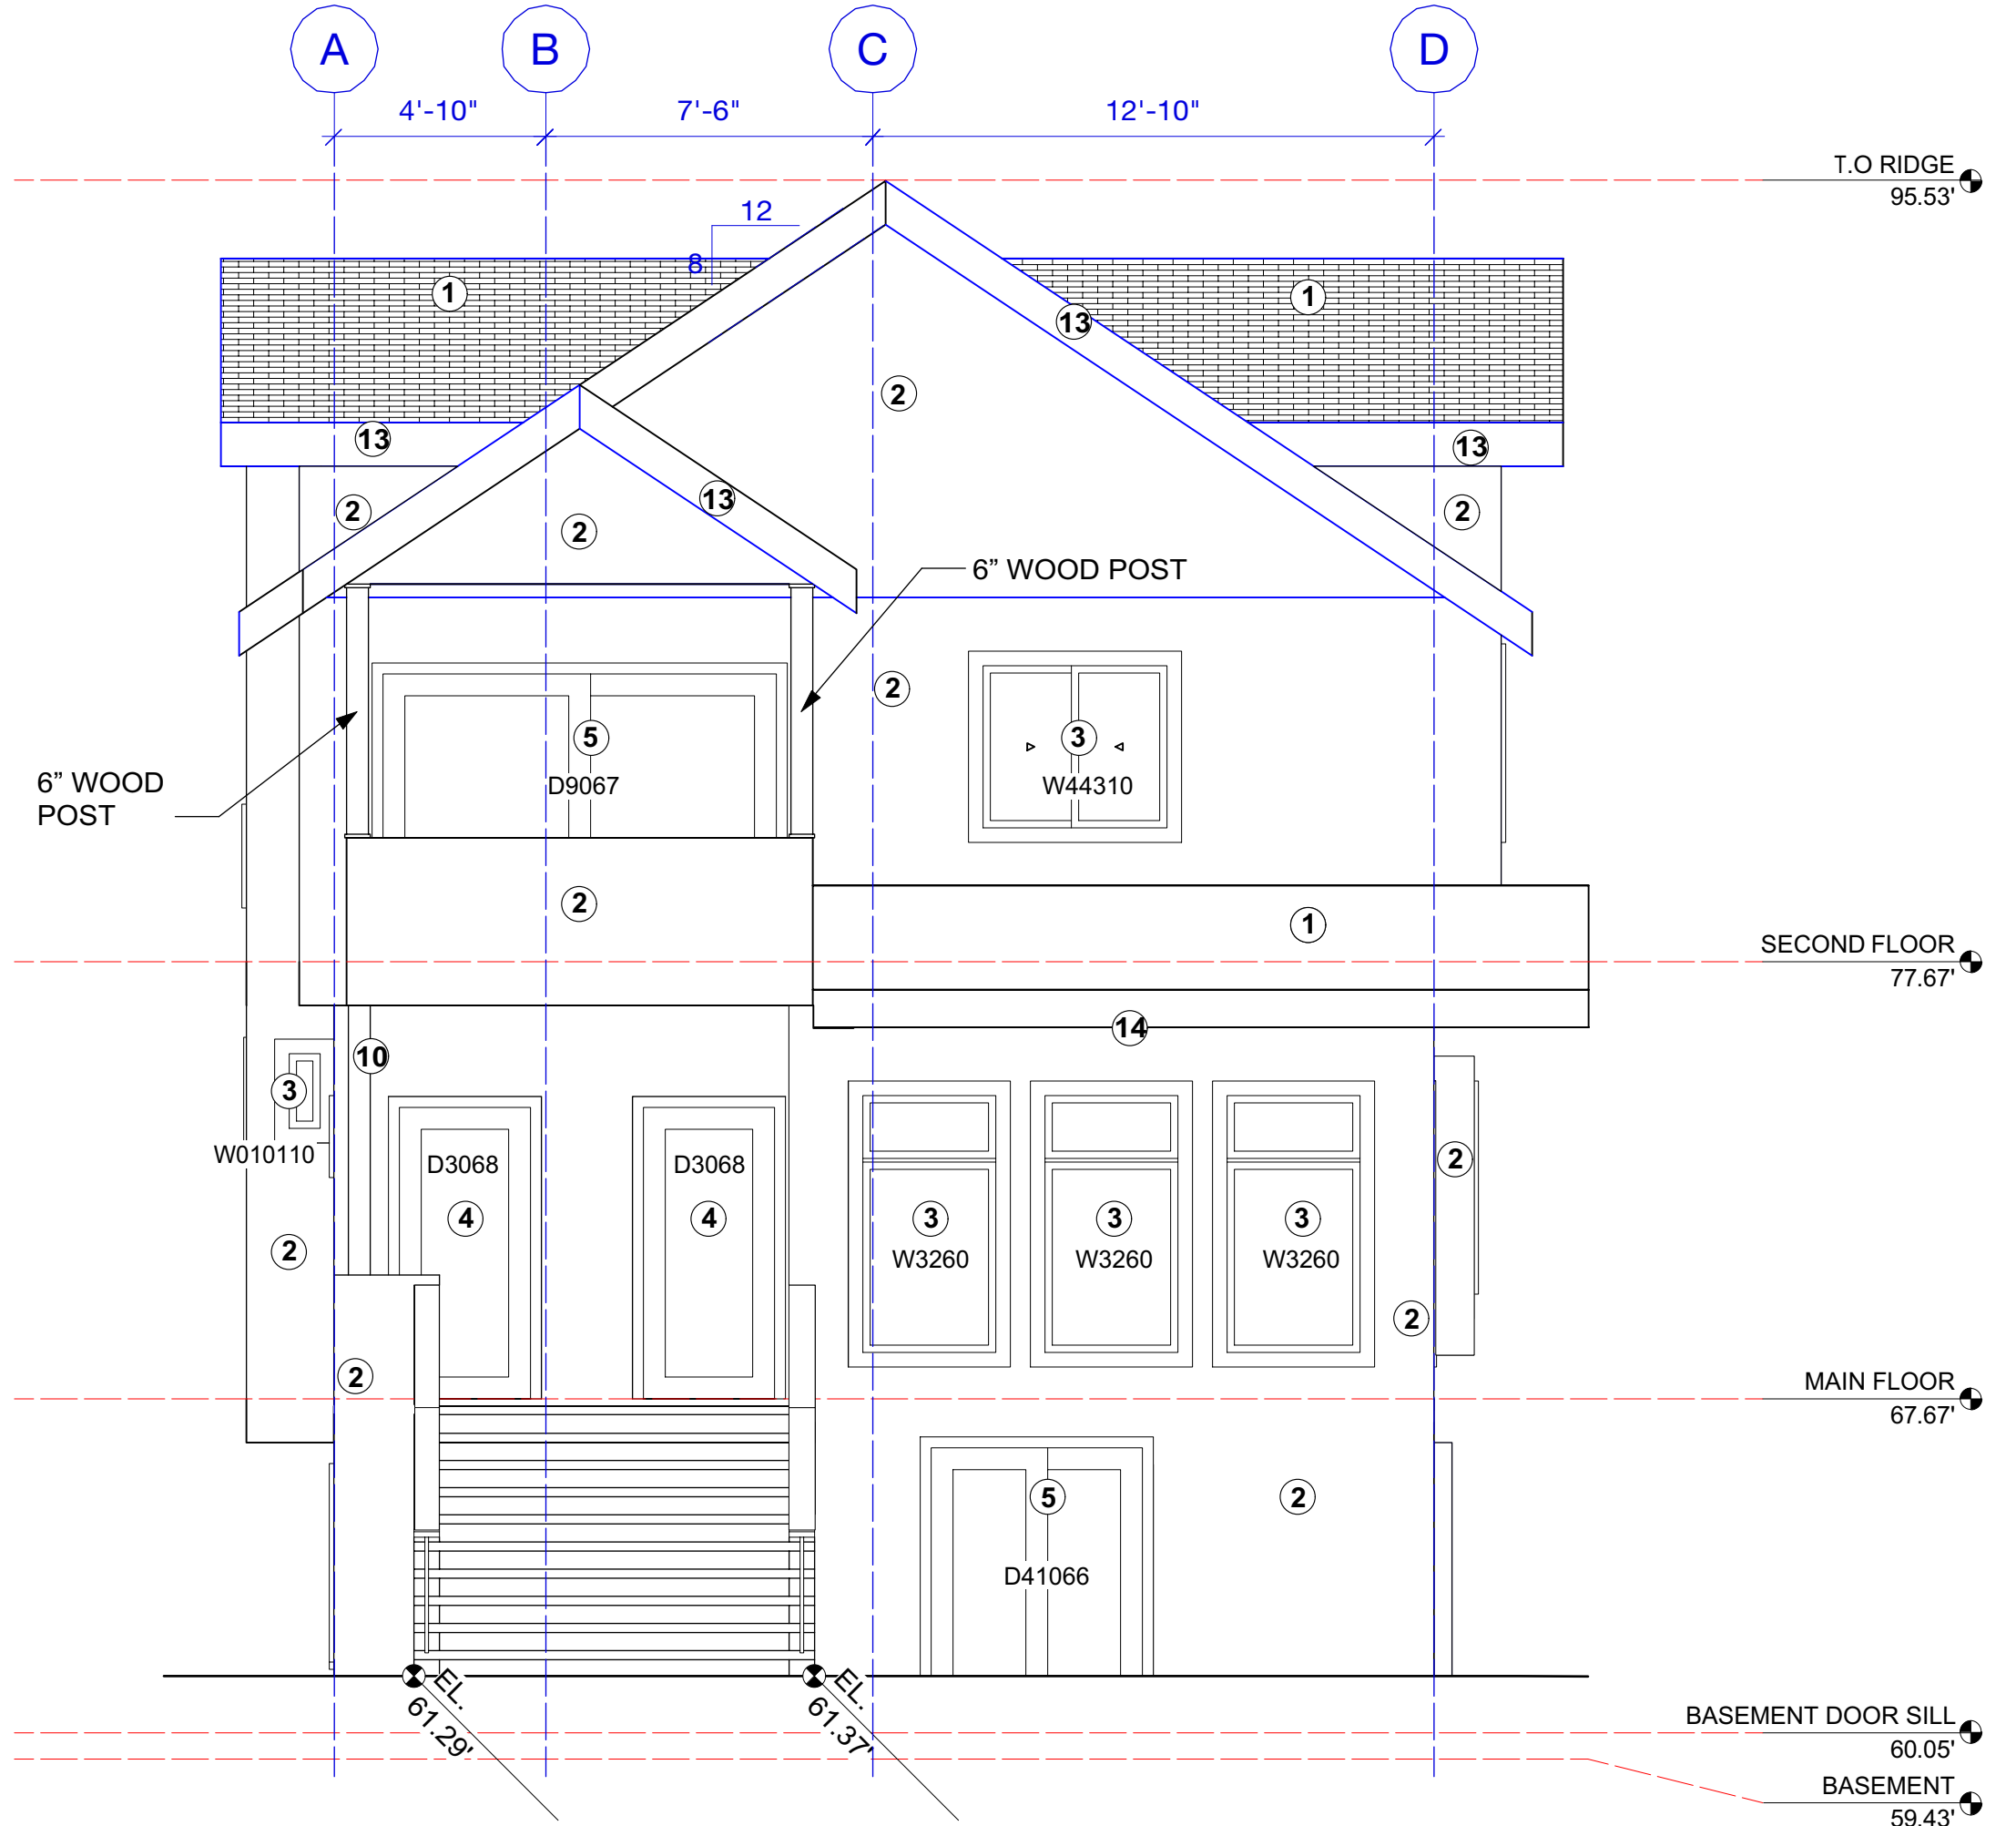 A
B
C
D
4'-10"
7'-6"
12'-10"
T.O RIDGE
95.53'
12
8
1
1
13
2
13
13
13
2
2
2
6” WOOD POST
2
5
3
D9067
W44310
6” WOOD
POST
2
1
SECOND FLOOR
77.67'
14
10
3
W010110
D3068
D3068
2
4
4
3
3
3
2
W3260
W3260
W3260
2
2
MAIN FLOOR
67.67'
5
2
D41066
EL.
61.29'
EL.
61.37'
BASEMENT DOOR SILL
60.05'
BASEMENT
59.43'